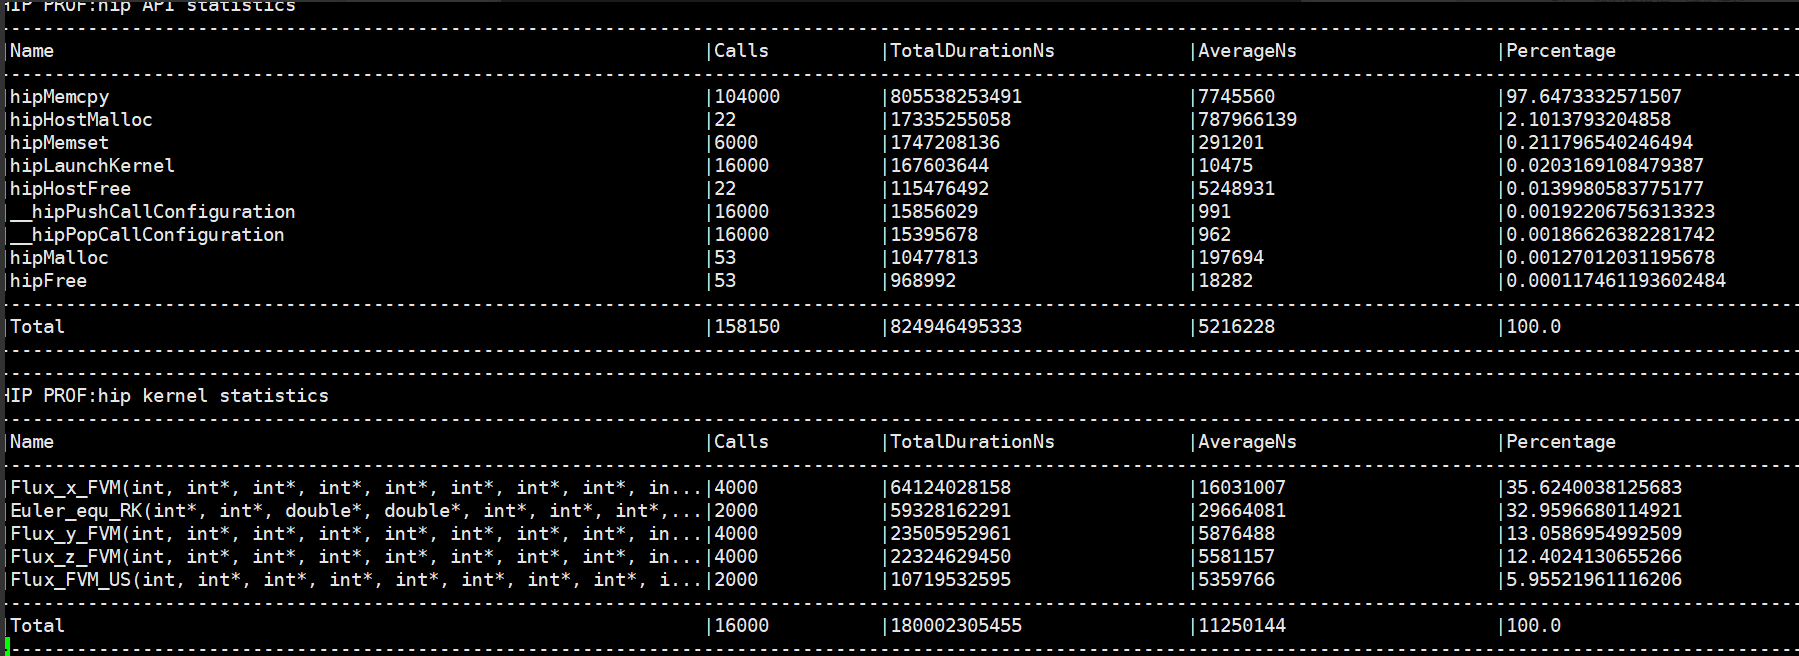 HIP PROF:hip API statistics
|Name |Calls |TotalDurationNs |AverageNs |Percentage
|hipMemcpy |104000 |805538253491 |7745560 |97.6473332571507
|hipHostMalloc |22 |17335255058 |787966139 |2.1013793204858
|hipMemset |6000 |1747208136 |291201 |0.211796540246494
|hipLaunchKernel |16000 |167603644 |10475 |0.0203169108479387
|hipHostFree |22 |115476492 |5248931 |0.0139980583775177
|__hipPushCallConfiguration |16000 |15856029 |991 |0.00192206756313323
|__hipPopCallConfiguration |16000 |15395678 |962 |0.00186626382281742
|hipMalloc |53 |10477813 |197694 |0.00127012031195678
|hipFree |53 |968992 |18282 |0.000117461193602484
|Total |158150 |824946495333 |5216228 |100.0
HIP PROF:hip kernel statistics
|Name |Calls |TotalDurationNs |AverageNs |Percentage
|Flux_x_FVM(int, int*, int*, int*, int*, int*, int*, int*, in...|4000 |64124028158 |16031007 |35.6240038125683
|Euler_equ_RK(int*, int*, double*, double*, int*, int*, int*,...|2000 |59328162291 |29664081 |32.9596680114921
|Flux_y_FVM(int, int*, int*, int*, int*, int*, int*, int*, in...|4000 |23505952961 |5876488 |13.0586954992509
|Flux_z_FVM(int, int*, int*, int*, int*, int*, int*, int*, in...|4000 |22324629450 |5581157 |12.4024130655266
|Flux_FVM_US(int, int*, int*, int*, int*, int*, int*, int*, i...|2000 |10719532595 |5359766 |5.95521961116206
|Total |16000 |180002305455 |11250144 |100.0